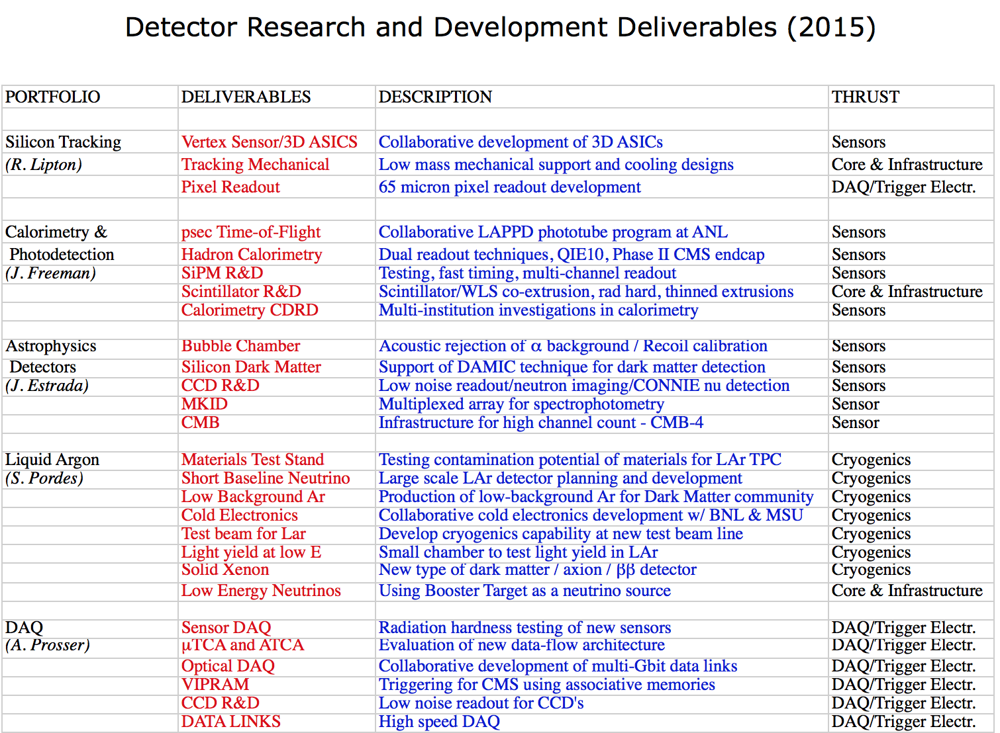 Detector Research and Development Deliverables (2015)
PORTFOLIO DELIVERABLES DESCRIPTION THRUST
Silicon Tracking Vertex Sensor/3D ASICS Collaborative development of 3D ASICs Sensors
(R. Lipton) Tracking Mechanical Low mass mechanical support and cooling designs Core & Infrastructure
Pixel Readout 65 micron pixel readout development DAQ/Trigger Electr.
Calorimetry & psec Time-of-Flight Collaborative LAPPD phototube program at ANL Sensors
Photodetection Hadron Calorimetry Dual readout techniques, QIE10, Phase II CMS endcap Sensors
(J. Freeman) SiPM R&D Testing, fast timing, multi-channel readout Sensors
Scintillator R&D Scintillator/WLS co-extrusion, rad hard, thinned extrusions Core & Infrastructure
Calorimetry CDRD Multi-institution investigations in calorimetry Sensors
Astrophysics Bubble Chamber Acoustic rejection of α background / Recoil calibration Sensors
Detectors Silicon Dark Matter Support of DAMIC technique for dark matter detection Sensors
(J. Estrada) CCD R&D Low noise readout/neutron imaging/CONNIE nu detection Sensors
MKID Multiplexed array for spectrophotometry Sensor
CMB Infrastructure for high channel count - CMB-4 Sensor
Liquid Argon Materials Test Stand Testing contamination potential of materials for LAr TPC Cryogenics
(S. Pordes) Short Baseline Neutrino Large scale LAr detector planning and development Cryogenics
Low Background Ar Production of low-background Ar for Dark Matter community Cryogenics
Cold Electronics Collaborative cold electronics development w/ BNL & MSU Cryogenics
Test beam for Lar Develop cryogenics capability at new test beam line Cryogenics
Light yield at low E Small chamber to test light yield in LAr Cryogenics
Solid Xenon New type of dark matter / axion / ββ detector Cryogenics
Low Energy Neutrinos Using Booster Target as a neutrino source Core & Infrastructure
DAQ Sensor DAQ Radiation hardness testing of new sensors DAQ/Trigger Electr.
(A. Prosser) μTCA and ATCA Evaluation of new data-flow architecture DAQ/Trigger Electr.
Optical DAQ Collaborative development of multi-Gbit data links DAQ/Trigger Electr.
VIPRAM Triggering for CMS using associative memories DAQ/Trigger Electr.
CCD R&D Low noise readout for CCD's DAQ/Trigger Electr.
DATA LINKS High speed DAQ DAQ/Trigger Electr.